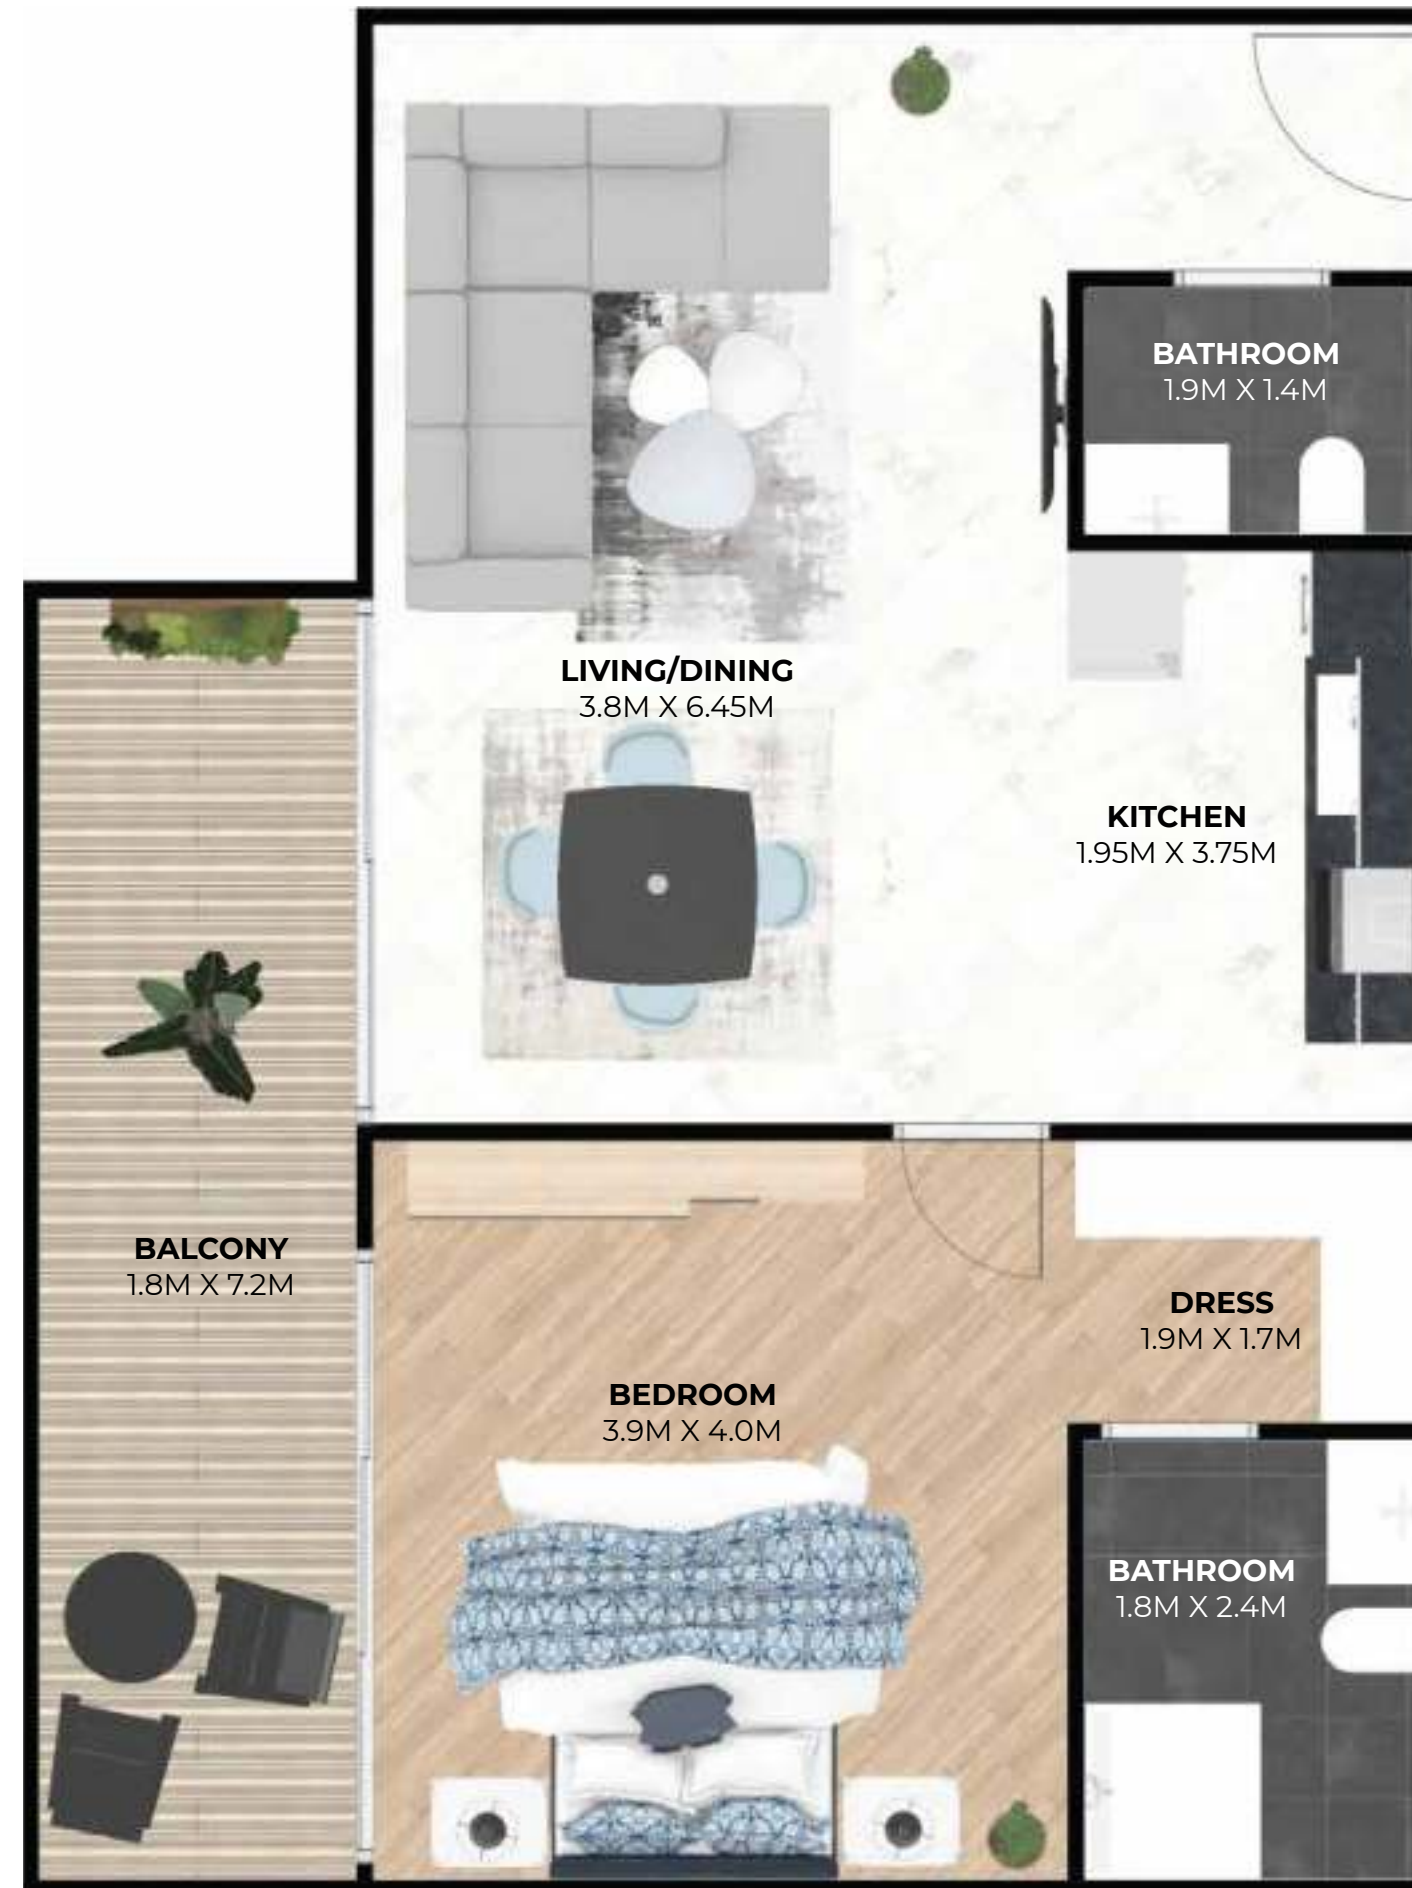 BATHROOM
1.9M X 1.4M
LIVING/DINING
3.8M X 6.45M
KITCHEN
1.95M X 3.75M
BALCONY
1.8M X 7.2M
DRESS
1.9M X 1.7M
BEDROOM
3.9M X 4.0M
BATHROOM
1.8M X 2.4M